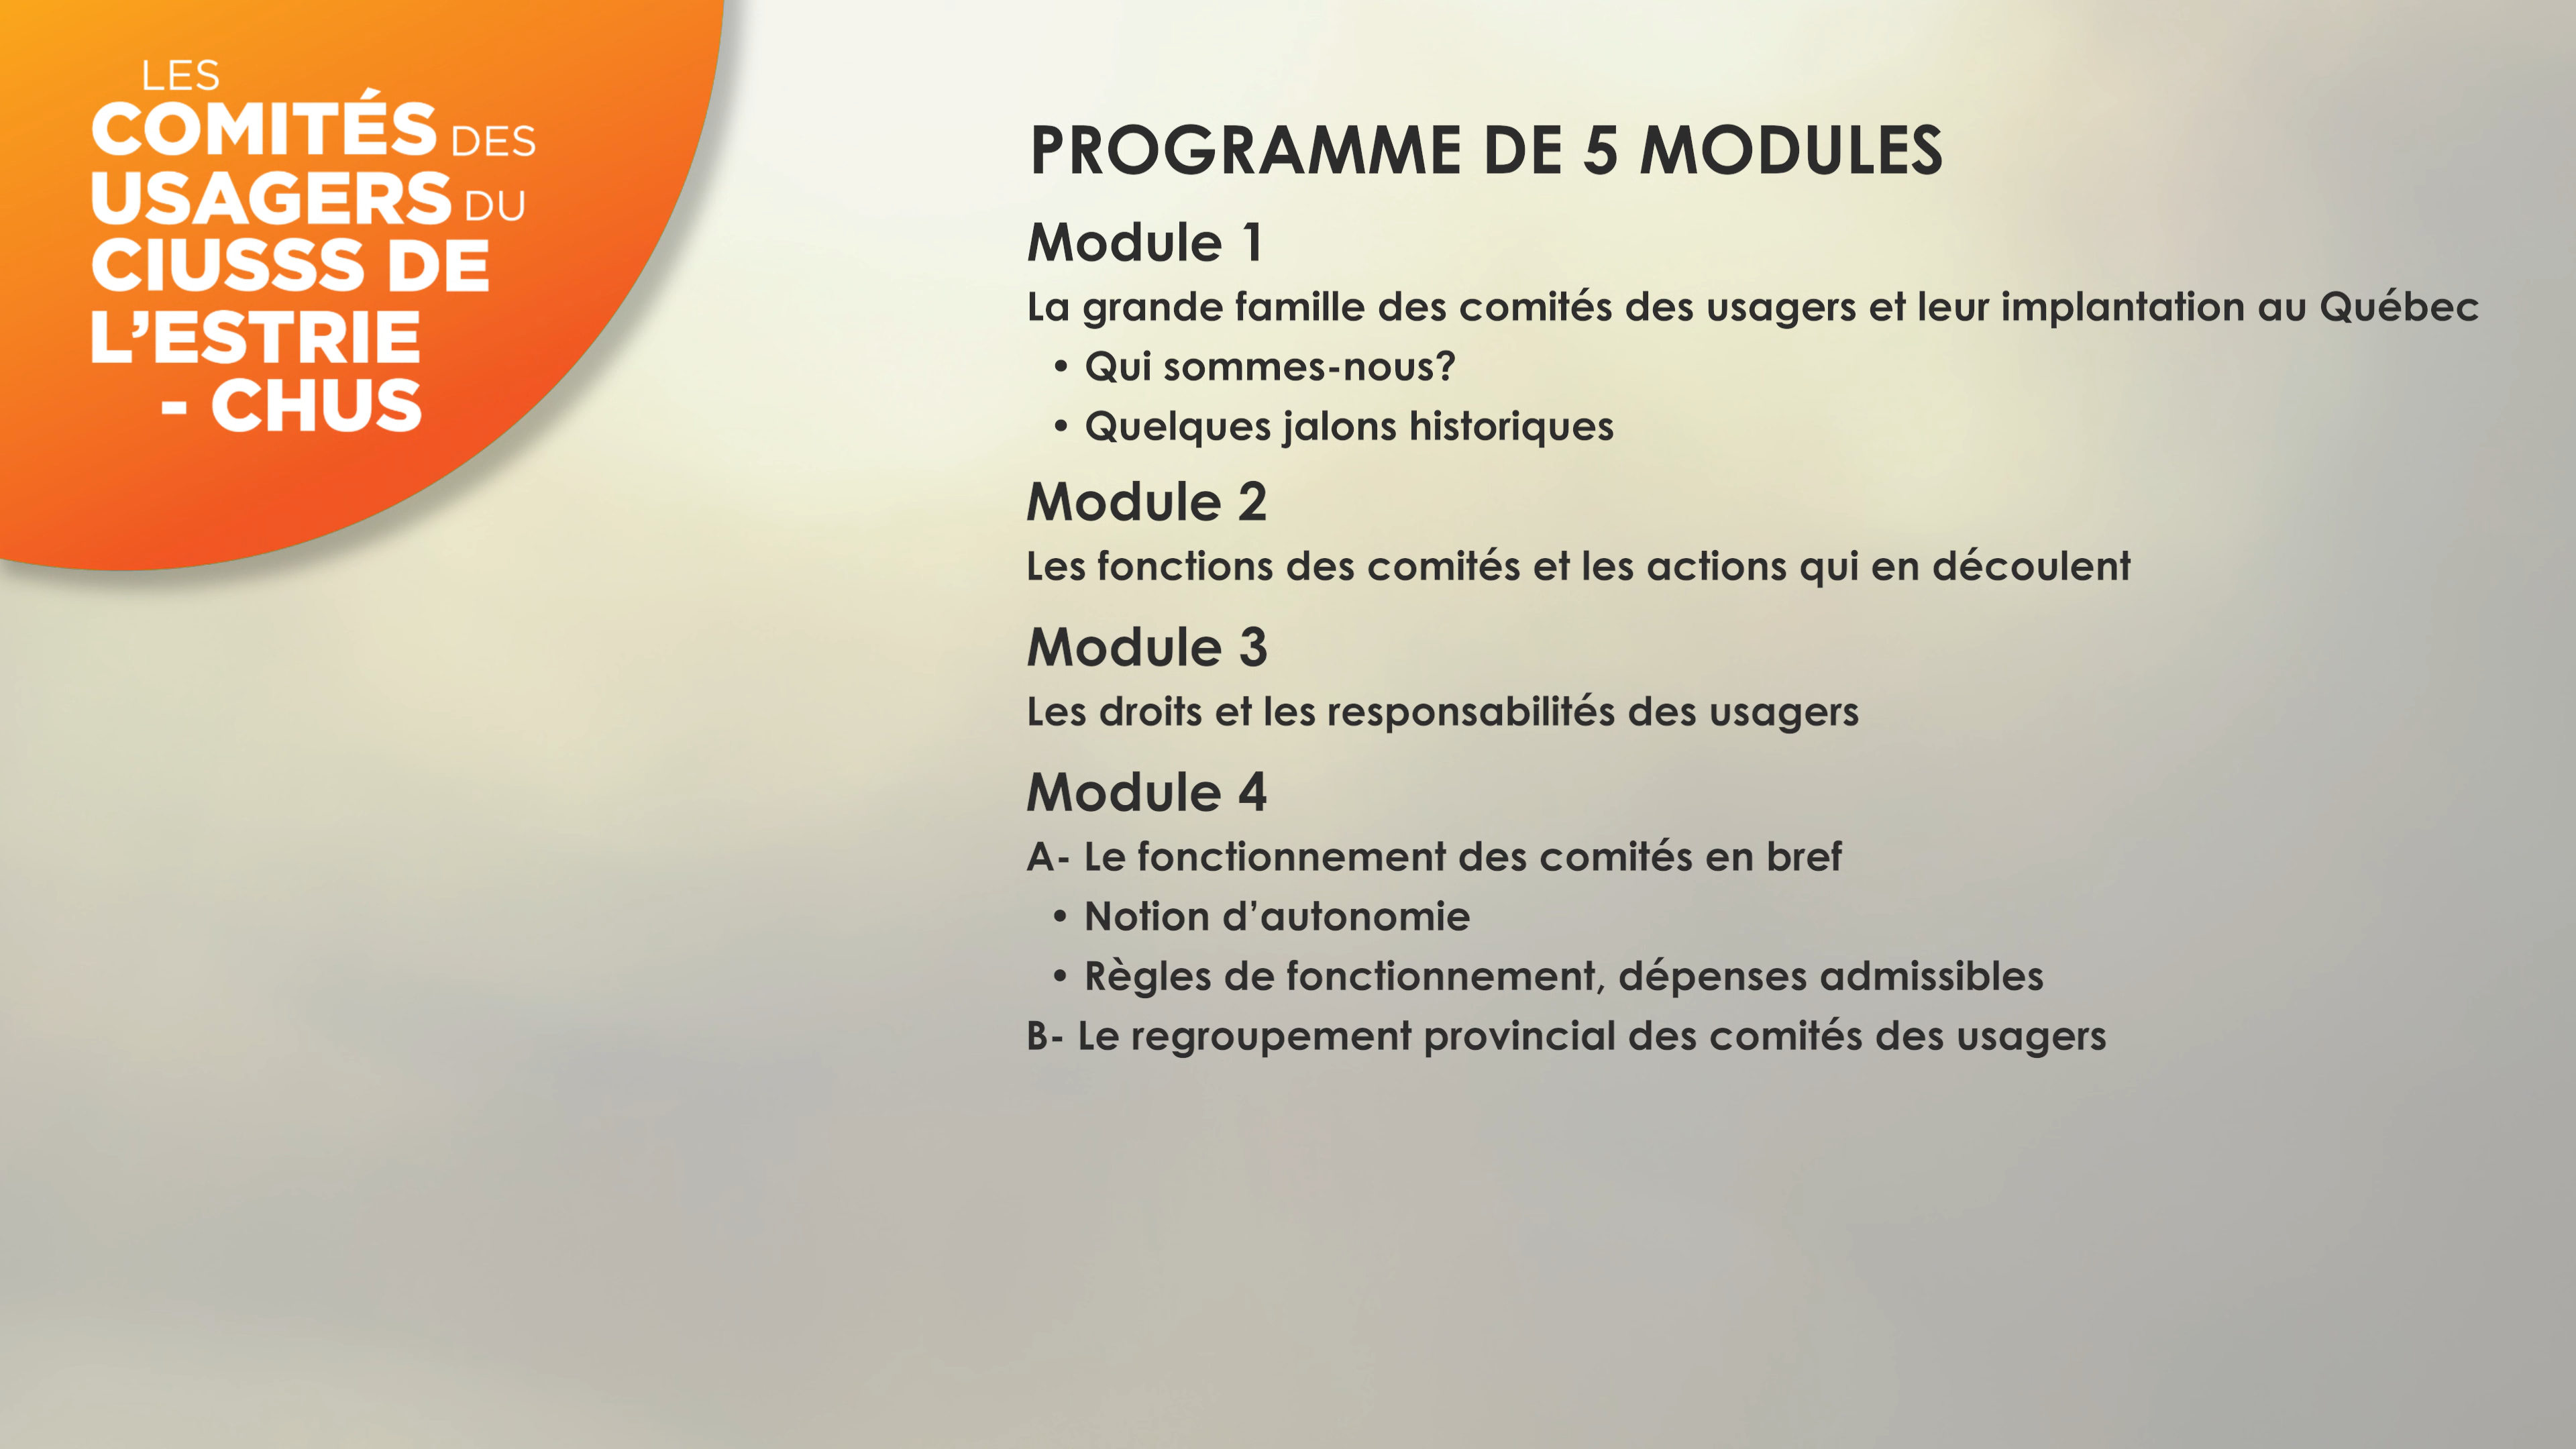 LES
COMITÉS DES
USAGERS DU
CIUSSS DE
L’ESTRIE
- CHUS
PROGRAMME DE 5 MODULES
Module 1
La grande famille des comités des usagers et leur implantation au Québec
• Qui sommes-nous?
• Quelques jalons historiques
Module 2
Les fonctions des comités et les actions qui en découlent
Module 3
Les droits et les responsabilités des usagers
Module 4
A- Le fonctionnement des comités en bref
• Notion d’autonomie
• Règles de fonctionnement, dépenses admissibles
B- Le regroupement provincial des comités des usagers